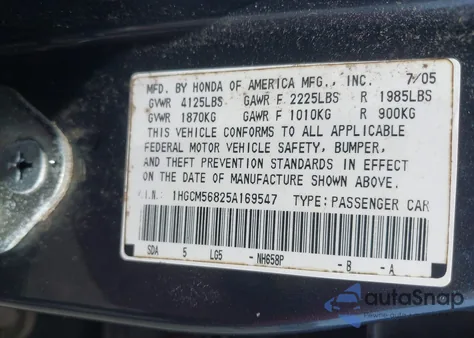 MFD. BY HONDA OF AMERICA MFG., INC. 7/05
GVWR 4125LBS GAWR F 2225LBS R 1985LBS
GVWR 1870KG GAWR F 1010KG R 900KG
THIS VEHICLE CONFORMS TO ALL APPLICABLE
FEDERAL MOTOR VEHICLE SAFETY, BUMPER,
AND THEFT PREVENTION STANDARDS IN EFFECT
ON THE DATE OF MANUFACTURE SHOWN ABOVE.
V.I.N. 1HGCM56825A169547 TYPE:PASSENGER CAR
SDA 5 LG5 -NH658P -B -A
autoSnap